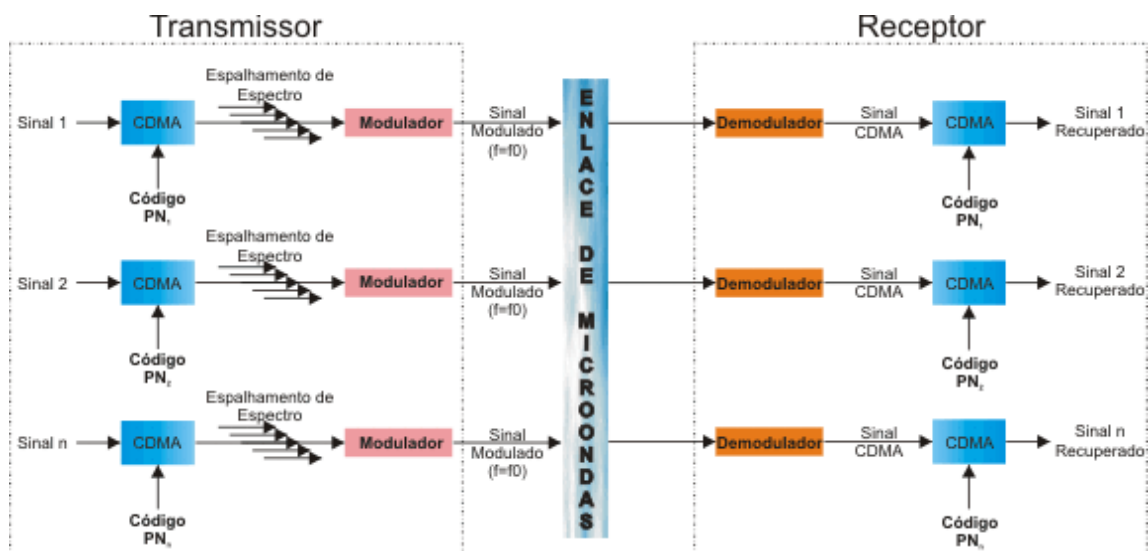 Transmissor
Receptor
Espalhamento de
Espectro
Sinal 1
CDMA
Modulador
Sinal
Modulado
(f=f0)
Demodulador
Sinal
CDMA
CDMA
Sinal 1
Recuperado
Código
PN₁
Código
PN₁
Espalhamento de
Espectro
Sinal 2
CDMA
Modulador
Sinal
Modulado
(f=f0)
Demodulador
Sinal
CDMA
CDMA
Sinal 2
Recuperado
Código
PN₂
Código
PN₂
Espalhamento de
Espectro
Sinal n
CDMA
Modulador
Sinal
Modulado
(f=f0)
Demodulador
Sinal
CDMA
CDMA
Sinal n
Recuperado
Código
PNₙ
Código
PNₙ
ENLACE DE MICROONDAS